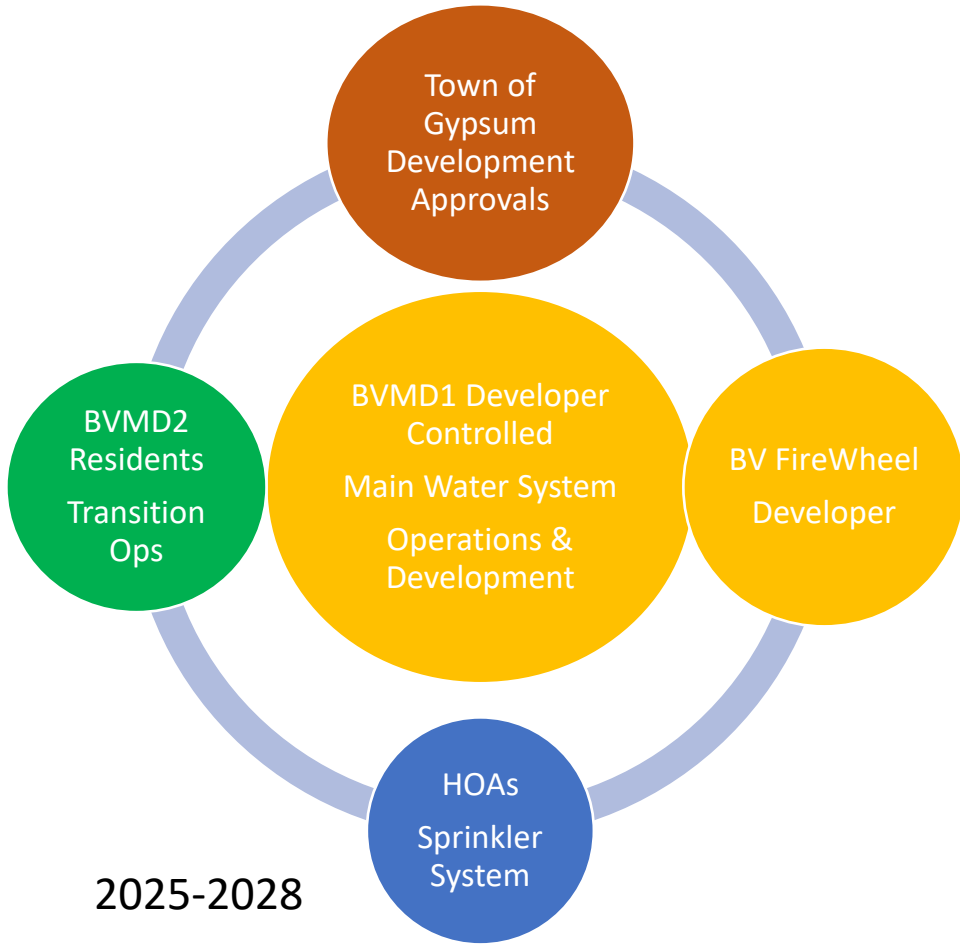 Town of
Gypsum
Development
Approvals
BVMD1 Developer
Controlled
Main Water System
Operations &
Development
BVMD2
Residents
Transition
Ops
BV FireWheel
Developer
HOAs
Sprinkler
System
2025-2028